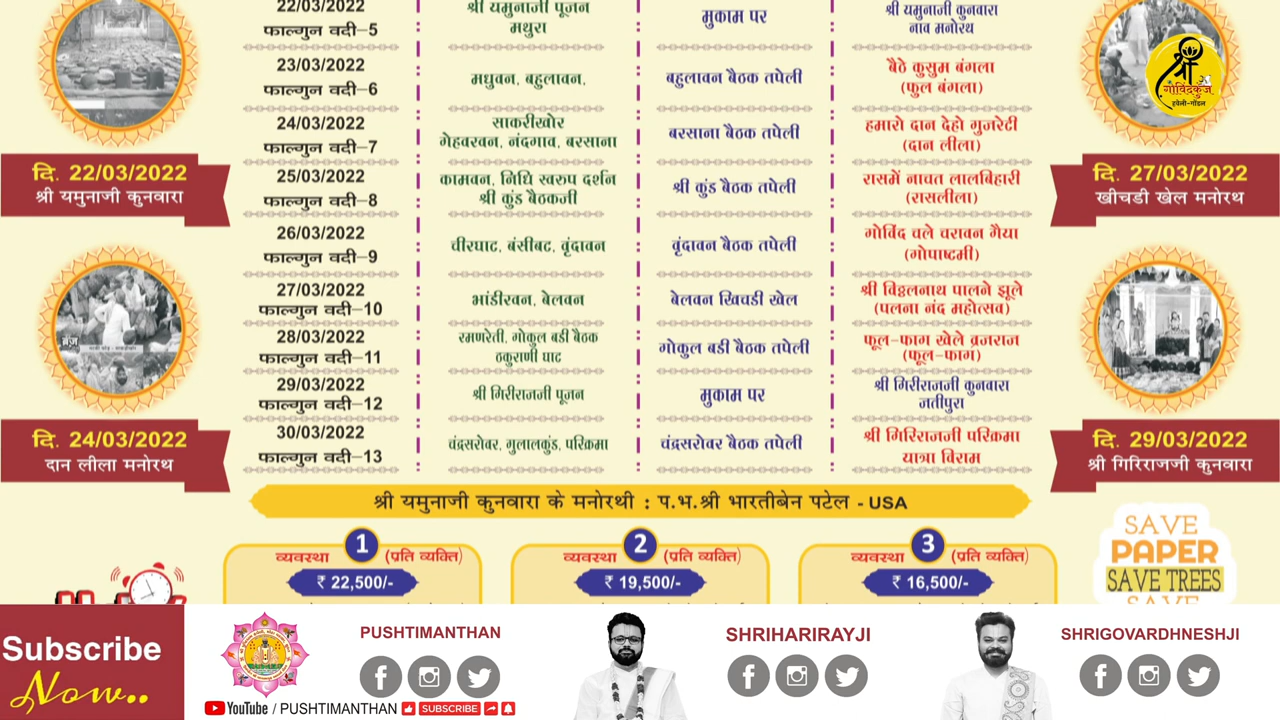 22/03/2022
फाल्गुन वदी–5
श्री यमुनाजी पूजन
मथुरा
मुकाम पर
श्री यमुनाजी कुनवारा
नाव मनोरथ
23/03/2022
फाल्गुन वदी–6
मधुवन, बहुलावन,
बहुलावन बैठक तपेली
बैठे कुसुम बंगला
(फुल बंगला)
24/03/2022
फाल्गुन वदी–7
साकरीखोर
गेहवरवन, नंदगाव, बरसाना
बरसाना बैठक तपेली
हमारो दान देहो गुजरेटी
(दान लीला)
25/03/2022
फाल्गुन वदी–8
कामवन, निधि स्वरुप दर्शन
श्री कुंड बैठकजी
श्री कुंड बैठक तपेली
रासमें नाचत लालबिहारी
(रासलीला)
26/03/2022
फाल्गुन वदी–9
चीरघाट, बंसीबट, वृंदावन
वृंदावन बैठक तपेली
गोविंद चले चरावन गैया
(गोपाष्टमी)
27/03/2022
फाल्गुन वदी–10
भांडीरवन, बेलवन
बेलवन खिचडी खेल
श्री विठ्ठलनाथ पालने झूले
(पलना नंद महोत्सव)
28/03/2022
फाल्गुन वदी–11
रमणरेती, गोकुल बडी बैठक
ठकुराणी घाट
गोकुल बडी बैठक तपेली
फूल–फाग खेले व्रजराज
(फूल–फाग)
29/03/2022
फाल्गुन वदी–12
श्री गिरीराजजी पूजन
मुकाम पर
श्री गिरीराजजी कुनवारा
जतीपुरा
30/03/2022
फाल्गुन वदी–13
चंद्रसरोवर, गुलालकुंड, परिक्रमा
चंद्रसरोवर बैठक तपेली
श्री गिरिराजजी परिक्रमा
यात्रा विराम
दि. 22/03/2022
श्री यमुनाजी कुनवारा
दि. 24/03/2022
दान लीला मनोरथ
श्री
गोविंदकुंज
हवेली-गोंडल
दि. 27/03/2022
खीचडी खेल मनोरथ
दि. 29/03/2022
श्री गिरिराजजी कुनवारा
श्री यमुनाजी कुनवारा के मनोरथी : प.भ.श्री भारतीबेन पटेल - USA
व्यवस्था 1 (प्रति व्यक्ति)
₹ 22,500/-
व्यवस्था 2 (प्रति व्यक्ति)
₹ 19,500/-
व्यवस्था 3 (प्रति व्यक्ति)
₹ 16,500/-
SAVE
PAPER
SAVE TREES
SAVE
Subscribe
Now..
PUSHTIMANTHAN
YouTube / PUSHTIMANTHAN SUBSCRIBE
SHRIHARIRAYJI
SHRIGOVARDHNESHJI